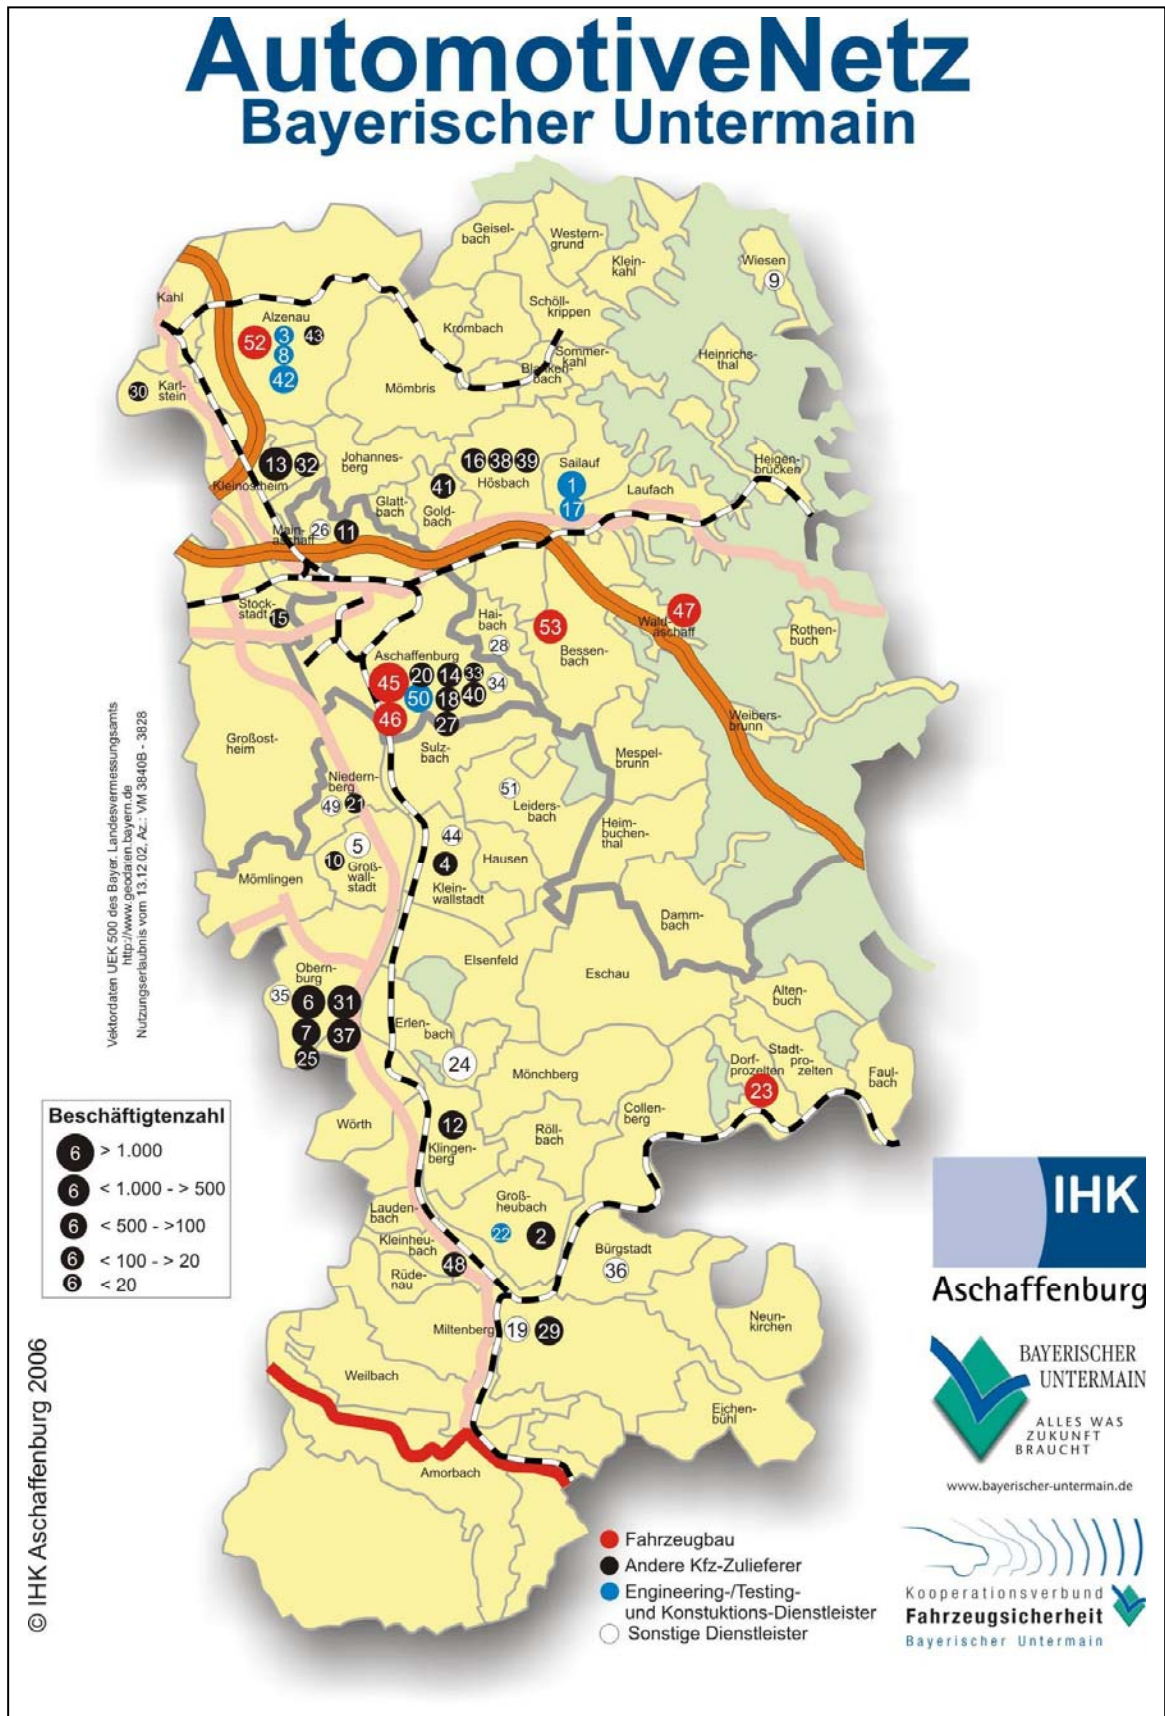 AutomotiveNetz
Bayerischer Untermain
Geisel-
bach
Western-
grund
Klein-
kahl
Wiesen
9
Kahl
Schöll-
krippen
Alzenau
52
3
43
8
42
Krombach
Sommer-
kahl
Blanken-
bach
Heinrichs-
thal
30
Karl-
stein
Mömbris
13
32
Kleinostheim
Johannes-
berg
16
38
39
Hösbach
Sailauf
1
17
Heigen-
brücken
Glatt-
bach
41
Gold-
bach
Laufach
Main-
aschaff
26
11
Stock-
stadt
15
Hai-
bach
28
53
Bessen-
bach
47
Wald-
aschaff
Rothen-
buch
Aschaffenburg
45
20
14
33
34
50
18
40
46
27
Weibers-
brunn
Großost-
heim
Sulz-
bach
Mespel-
brunn
Niedern-
berg
49
21
51
Leiders-
bach
Heim-
buchen-
thal
5
10
Groß-
wall-
stadt
44
4
Klein-
wallstadt
Hausen
Mömlingen
Damm-
bach
Vektordaten UEK 500 des Bayer. Landesvermessungsamts
http://www.geodaten.bayern.de
Nutzungserlaubnis vom 13.12.02, Az.: VM 3840B - 3828
Elsenfeld
Eschau
Obern-
burg
35
6
31
7
37
25
Alten-
buch
Erlen-
bach
24
Mönchberg
Dorf-
prozelten
23
Stadt-
pro-
zelten
Faul-
bach
Beschäftigtenzahl
6 > 1.000
6 < 1.000 - > 500
6 < 500 - >100
6 < 100 - > 20
6 < 20
Wörth
12
Klingen-
berg
Röll-
bach
Collen-
berg
Lauden-
bach
Groß-
heubach
22
2
Kleinheu-
bach
48
Rüde-
nau
Bürgstadt
36
Miltenberg
19
29
Neun-
kirchen
Weilbach
Eichen-
bühl
Amorbach
IHK
Aschaffenburg
BAYERISCHER
UNTERMAIN
ALLES WAS
ZUKUNFT
BRAUCHT
www.bayerischer-untermain.de
Fahrzeugbau
Andere Kfz-Zulieferer
Engineering-/Testing-
und Konstuktions-Dienstleister
Sonstige Dienstleister
Kooperationsverbund
Fahrzeugsicherheit
Bayerischer Untermain
© IHK Aschaffenburg 2006